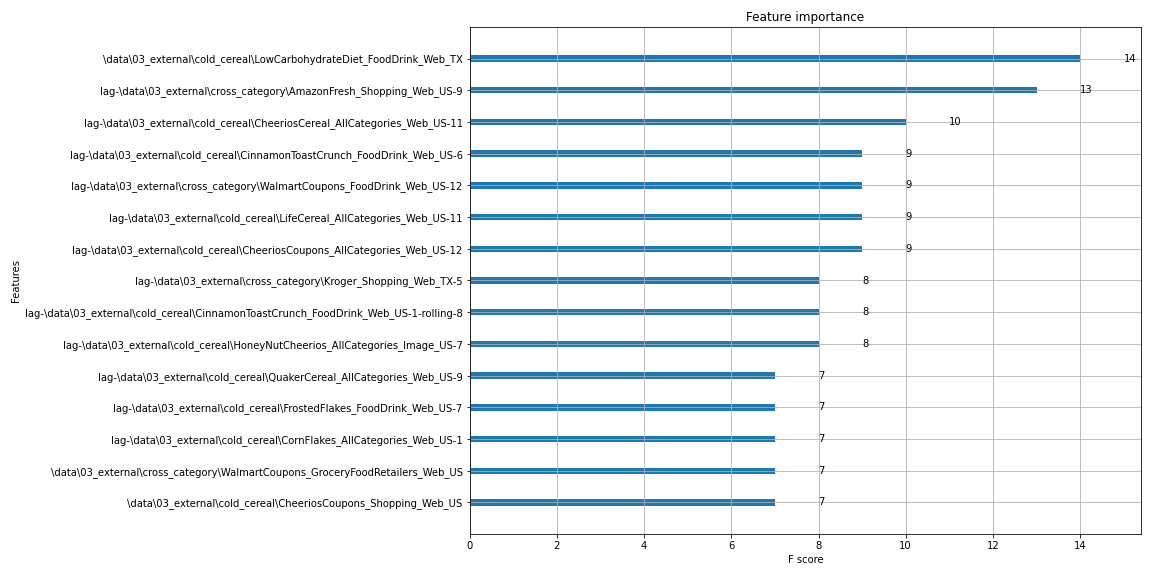 Feature importance
\data\03_external\cold_cereal\LowCarbohydrateDiet_FoodDrink_Web_TX 14
lag-\data\03_external\cross_category\AmazonFresh_Shopping_Web_US-9 13
lag-\data\03_external\cold_cereal\CheeriosCereal_AllCategories_Web_US-11 10
lag-\data\03_external\cold_cereal\CinnamonToastCrunch_FoodDrink_Web_US-6 9
lag-\data\03_external\cross_category\WalmartCoupons_FoodDrink_Web_US-12 9
lag-\data\03_external\cold_cereal\LifeCereal_AllCategories_Web_US-11 9
lag-\data\03_external\cold_cereal\CheeriosCoupons_AllCategories_Web_US-12 9
lag-\data\03_external\cross_category\Kroger_Shopping_Web_TX-5 8
lag-\data\03_external\cold_cereal\CinnamonToastCrunch_FoodDrink_Web_US-1-rolling-8 8
lag-\data\03_external\cold_cereal\HoneyNutCheerios_AllCategories_Image_US-7 8
lag-\data\03_external\cold_cereal\QuakerCereal_AllCategories_Web_US-9 7
lag-\data\03_external\cold_cereal\FrostedFlakes_FoodDrink_Web_US-7 7
lag-\data\03_external\cold_cereal\CornFlakes_AllCategories_Web_US-1 7
\data\03_external\cross_category\WalmartCoupons_GroceryFoodRetailers_Web_US 7
\data\03_external\cold_cereal\CheeriosCoupons_Shopping_Web_US 7
Features
0 2 4 6 8 10 12 14
F score